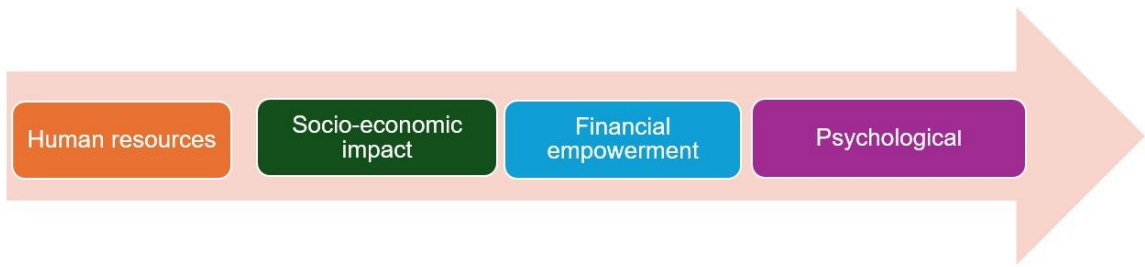 Human resources
Socio-economic
impact
Financial
empowerment
Psychological